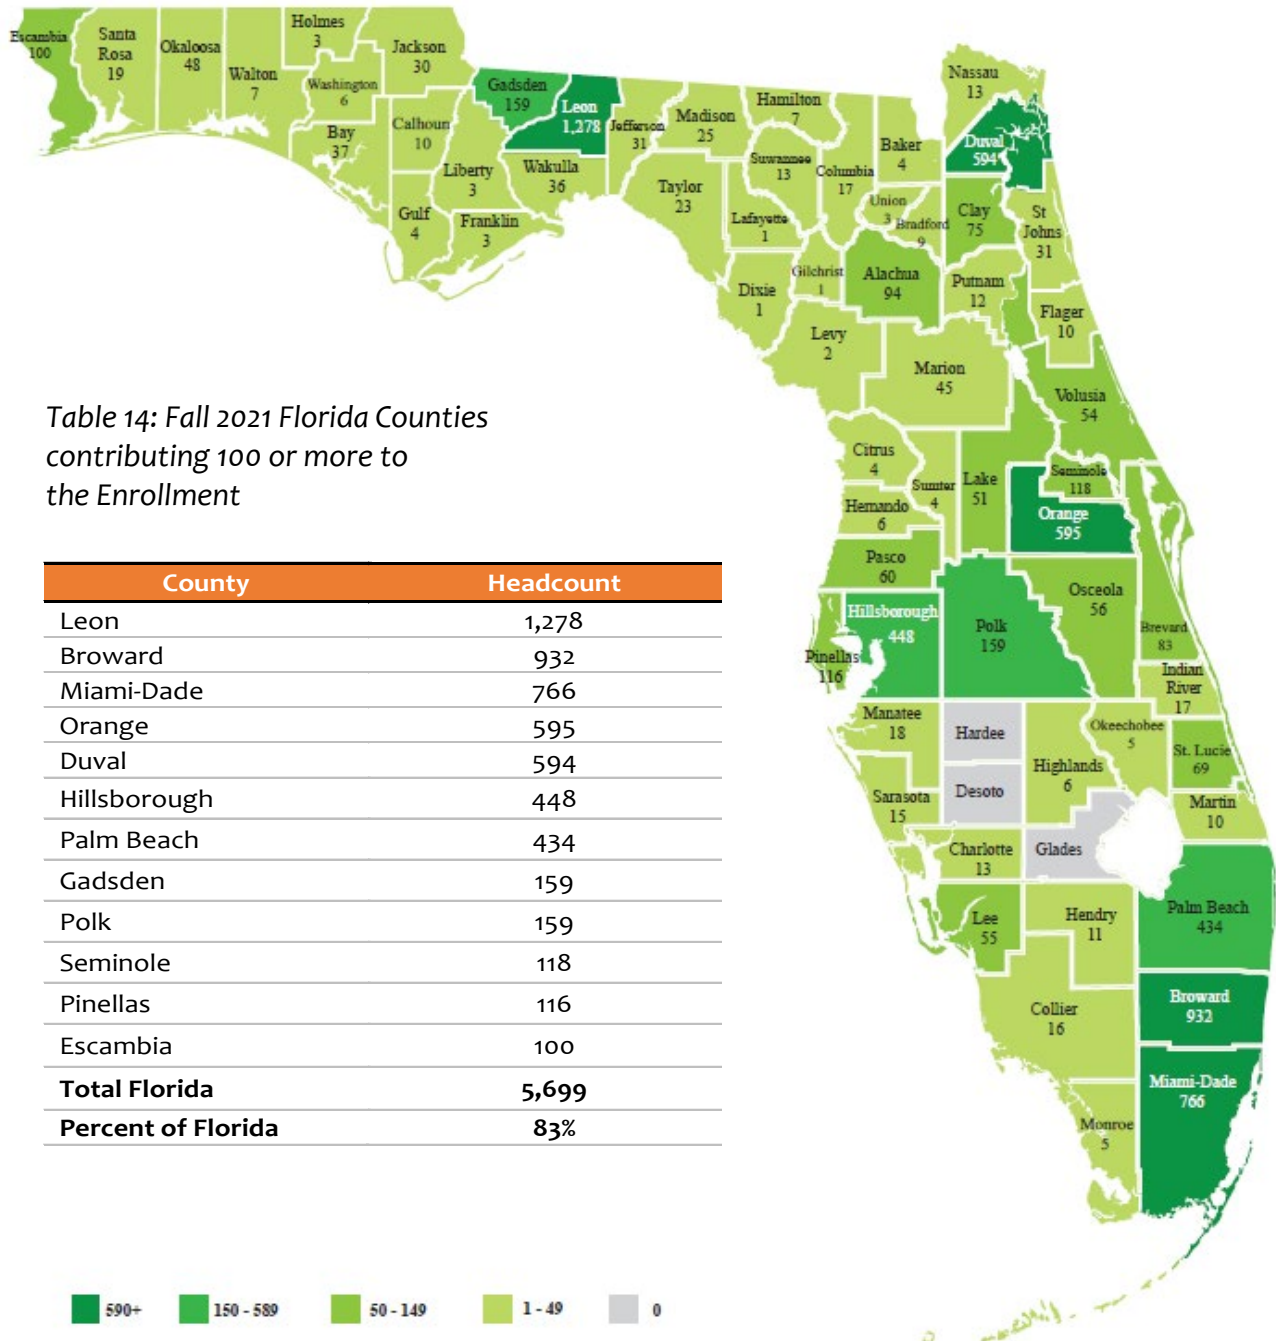 Escambia
100
Santa
Rosa
19
Okaloosa
48
Walton
7
Holmes
3
Washington
6
Jackson
30
Bay
37
Calhoun
10
Gulf
4
Liberty
3
Franklin
3
Gadsden
159
Leon
1,278
Wakulla
36
Jefferson
31
Madison
25
Taylor
23
Hamilton
7
Suwannee
13
Lafayette
1
Dixie
1
Columbia
17
Gilchrist
1
Baker
4
Union
3
Bradford
9
Alachua
94
Levy
2
Nassau
13
Duval
594
Clay
75
St
Johns
31
Putnam
12
Flager
10
Marion
45
Volusia
54
Citrus
4
Sumter
4
Lake
51
Seminole
118
Orange
595
Hernando
6
Pasco
60
Hillsborough
448
Pinellas
116
Polk
159
Osceola
56
Brevard
83
Indian
River
17
Manatee
18
Hardee
Okeechobee
5
Highlands
6
St. Lucie
69
Sarasota
15
Desoto
Martin
10
Charlotte
13
Glades
Lee
55
Hendry
11
Palm Beach
434
Collier
16
Broward
932
Miami-Dade
766
Monroe
5
Table 14: Fall 2021 Florida Counties
contributing 100 or more to
the Enrollment
County Headcount
Leon 1,278
Broward 932
Miami-Dade 766
Orange 595
Duval 594
Hillsborough 448
Palm Beach 434
Gadsden 159
Polk 159
Seminole 118
Pinellas 116
Escambia 100
Total Florida 5,699
Percent of Florida 83%
590+ 150 - 589 50 - 149 1 - 49 0